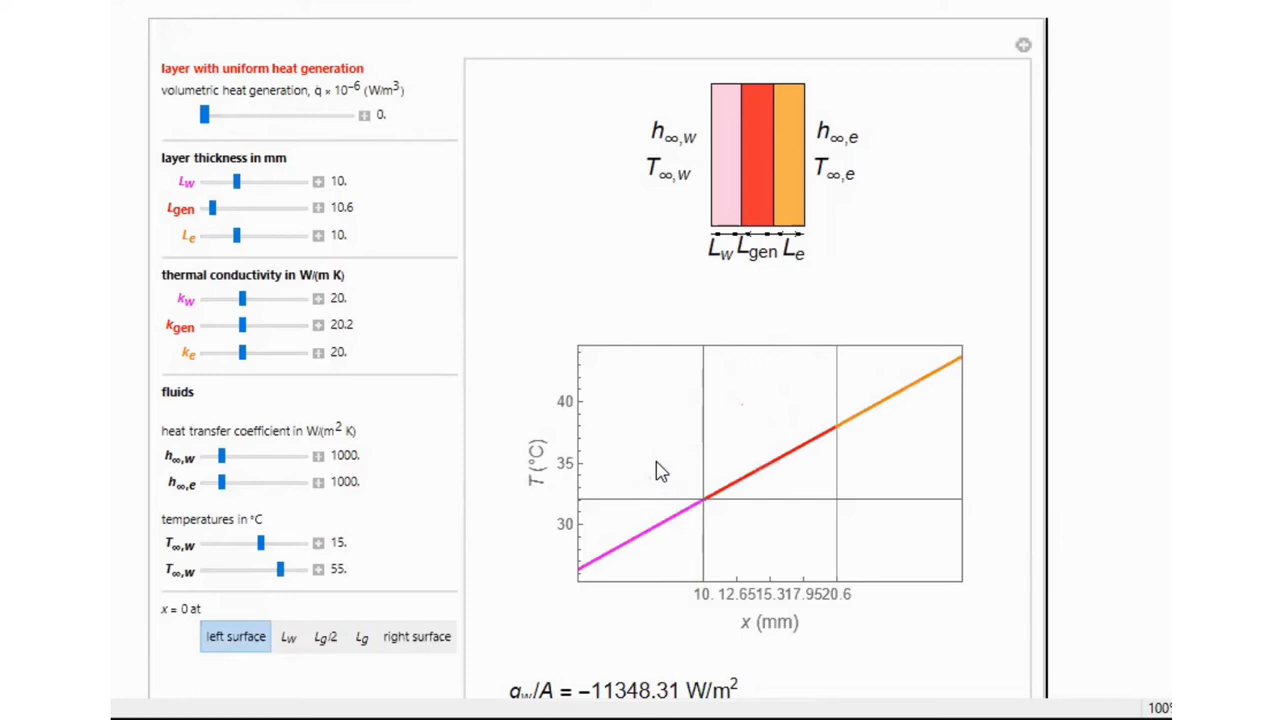 layer with uniform heat generation
volumetric heat generation, q̇ × 10⁻⁶ (W/m³)
0.
layer thickness in mm
Lw 10.
Lgen 10.6
Le 10.
thermal conductivity in W/(m K)
kw 20.
kgen 20.2
ke 20.
fluids
heat transfer coefficient in W/(m² K)
h∞,w 1000.
h∞,e 1000.
temperatures in °C
T∞,w 15.
T∞,w 55.
x = 0 at
left surface Lw Lg/2 Lg right surface
h∞,w h∞,e
T∞,w T∞,e
Lw Lgen Le
40
35
30
T (°C)
10. 12.6515.317.9520.6
x (mm)
qw/A = −11348.31 W/m²